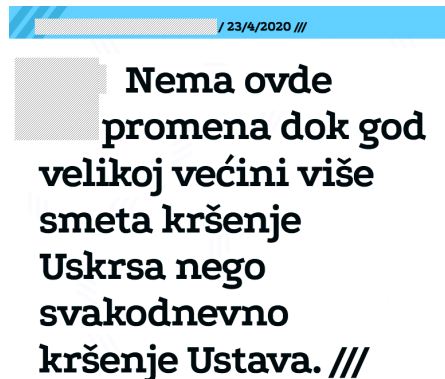 / 23/4/2020 ///
Nema ovde
promena dok god
velikoj većini više
smeta kršenje
Uskrsa nego
svakodnevno
kršenje Ustava. ///